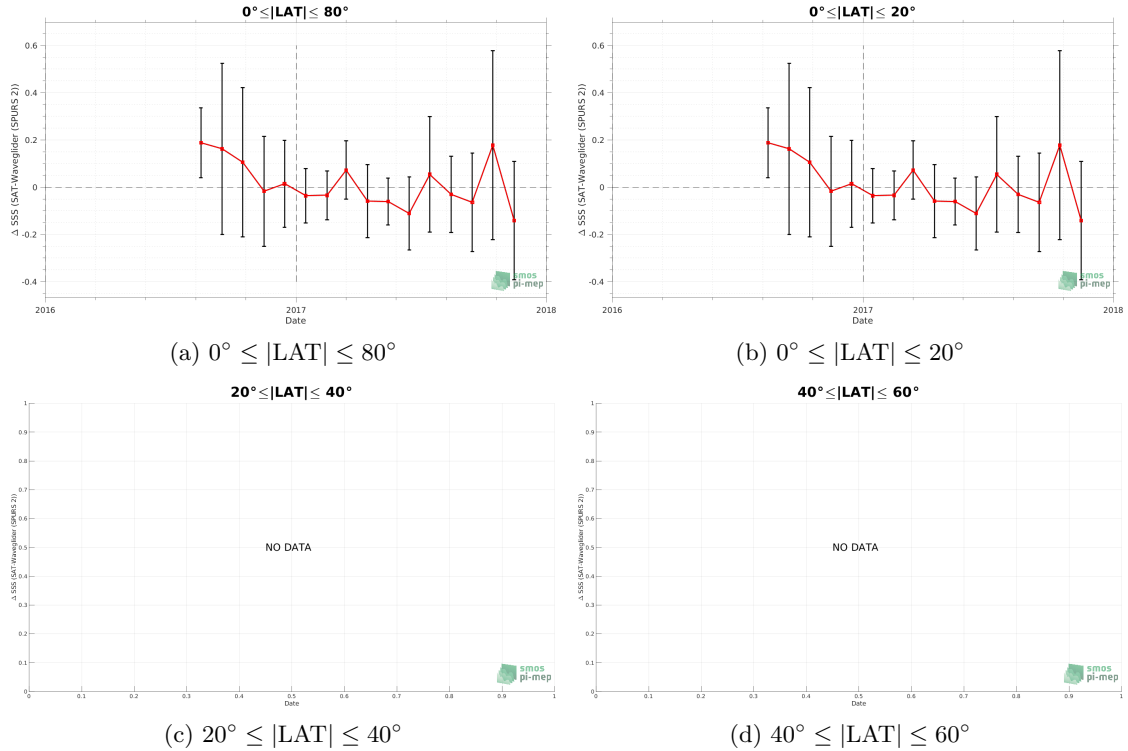 0°≤|LAT|≤ 80°
0.6
0.4
0.2
0
-0.2
-0.4
Δ SSS (SAT-Waveglider (SPURS 2))
2016
2017
2018
Date
smos
pi-mep
(a) 0° ≤ |LAT| ≤ 80°
0°≤|LAT|≤ 20°
0.6
0.4
0.2
0
-0.2
-0.4
Δ SSS (SAT-Waveglider (SPURS 2))
2016
2017
2018
Date
smos
pi-mep
(b) 0° ≤ |LAT| ≤ 20°
20°≤|LAT|≤ 40°
1
0.9
0.8
0.7
0.6
0.5
0.4
0.3
0.2
0.1
0
Δ SSS (SAT-Waveglider (SPURS 2))
NO DATA
0
0.1
0.2
0.3
0.4
0.5
0.6
0.7
0.8
0.9
1
Date
smos
pi-mep
(c) 20° ≤ |LAT| ≤ 40°
40°≤|LAT|≤ 60°
1
0.9
0.8
0.7
0.6
0.5
0.4
0.3
0.2
0.1
0
Δ SSS (SAT-Waveglider (SPURS 2))
NO DATA
0
0.1
0.2
0.3
0.4
0.5
0.6
0.7
0.8
0.9
1
Date
smos
pi-mep
(d) 40° ≤ |LAT| ≤ 60°